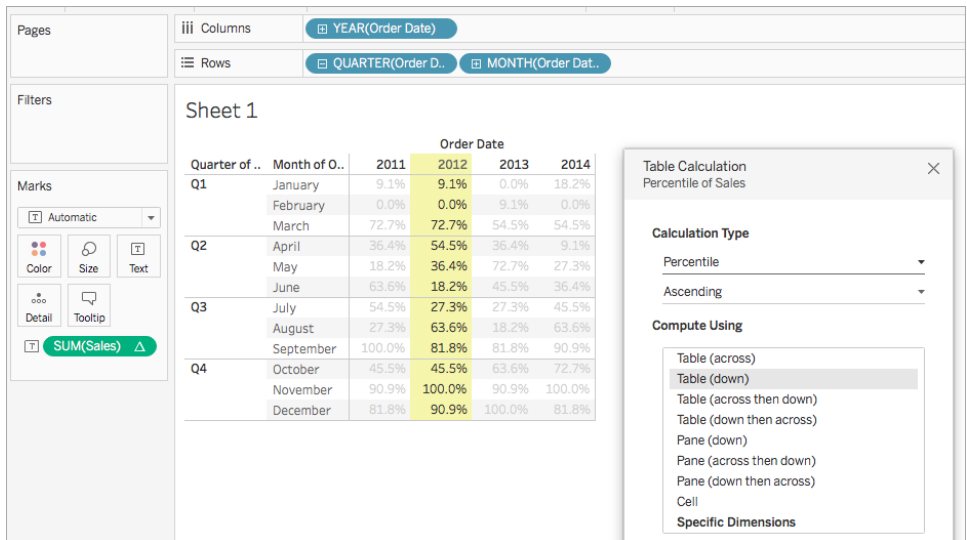 Pages
Columns
YEAR(Order Date)
Rows
QUARTER(Order D.. MONTH(Order Dat..
Filters
Marks
T Automatic
Color Size Text
Detail Tooltip
T SUM(Sales) Δ
Sheet 1
Order Date
Quarter of .. Month of O.. 2011 2012 2013 2014
Q1 January 9.1% 9.1% 0.0% 18.2%
February 0.0% 0.0% 9.1% 0.0%
March 72.7% 72.7% 54.5% 54.5%
Q2 April 36.4% 54.5% 36.4% 9.1%
May 18.2% 36.4% 72.7% 27.3%
June 63.6% 18.2% 45.5% 36.4%
Q3 July 54.5% 27.3% 27.3% 45.5%
August 27.3% 63.6% 18.2% 63.6%
September 100.0% 81.8% 81.8% 90.9%
Q4 October 45.5% 45.5% 63.6% 72.7%
November 90.9% 100.0% 90.9% 100.0%
December 81.8% 90.9% 100.0% 81.8%
Table Calculation
Percentile of Sales
Calculation Type
Percentile
Ascending
Compute Using
Table (across)
Table (down)
Table (across then down)
Table (down then across)
Pane (down)
Pane (across then down)
Pane (down then across)
Cell
Specific Dimensions